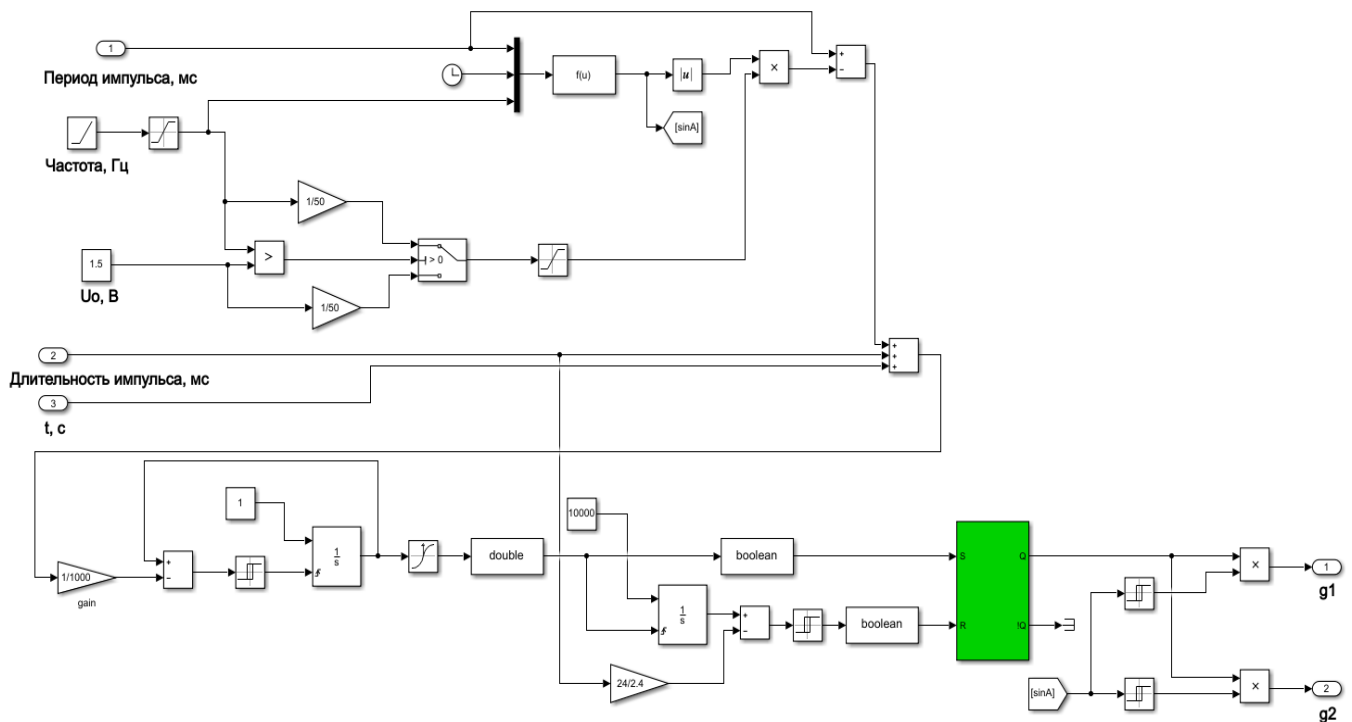 1
Период импульса, мс
f(u)
|u|
×
+
−
[sinA]
Частота, Гц
1/50
>
> 0
1.5
Uo, В
1/50
2
Длительность импульса, мс
3
t, с
+
+
+
1
10000
1/1000
gain
+
−
1
s
double
boolean
S
Q
R
!Q
×
1
g1
1
s
+
−
boolean
24/2.4
[sinA]
×
2
g2